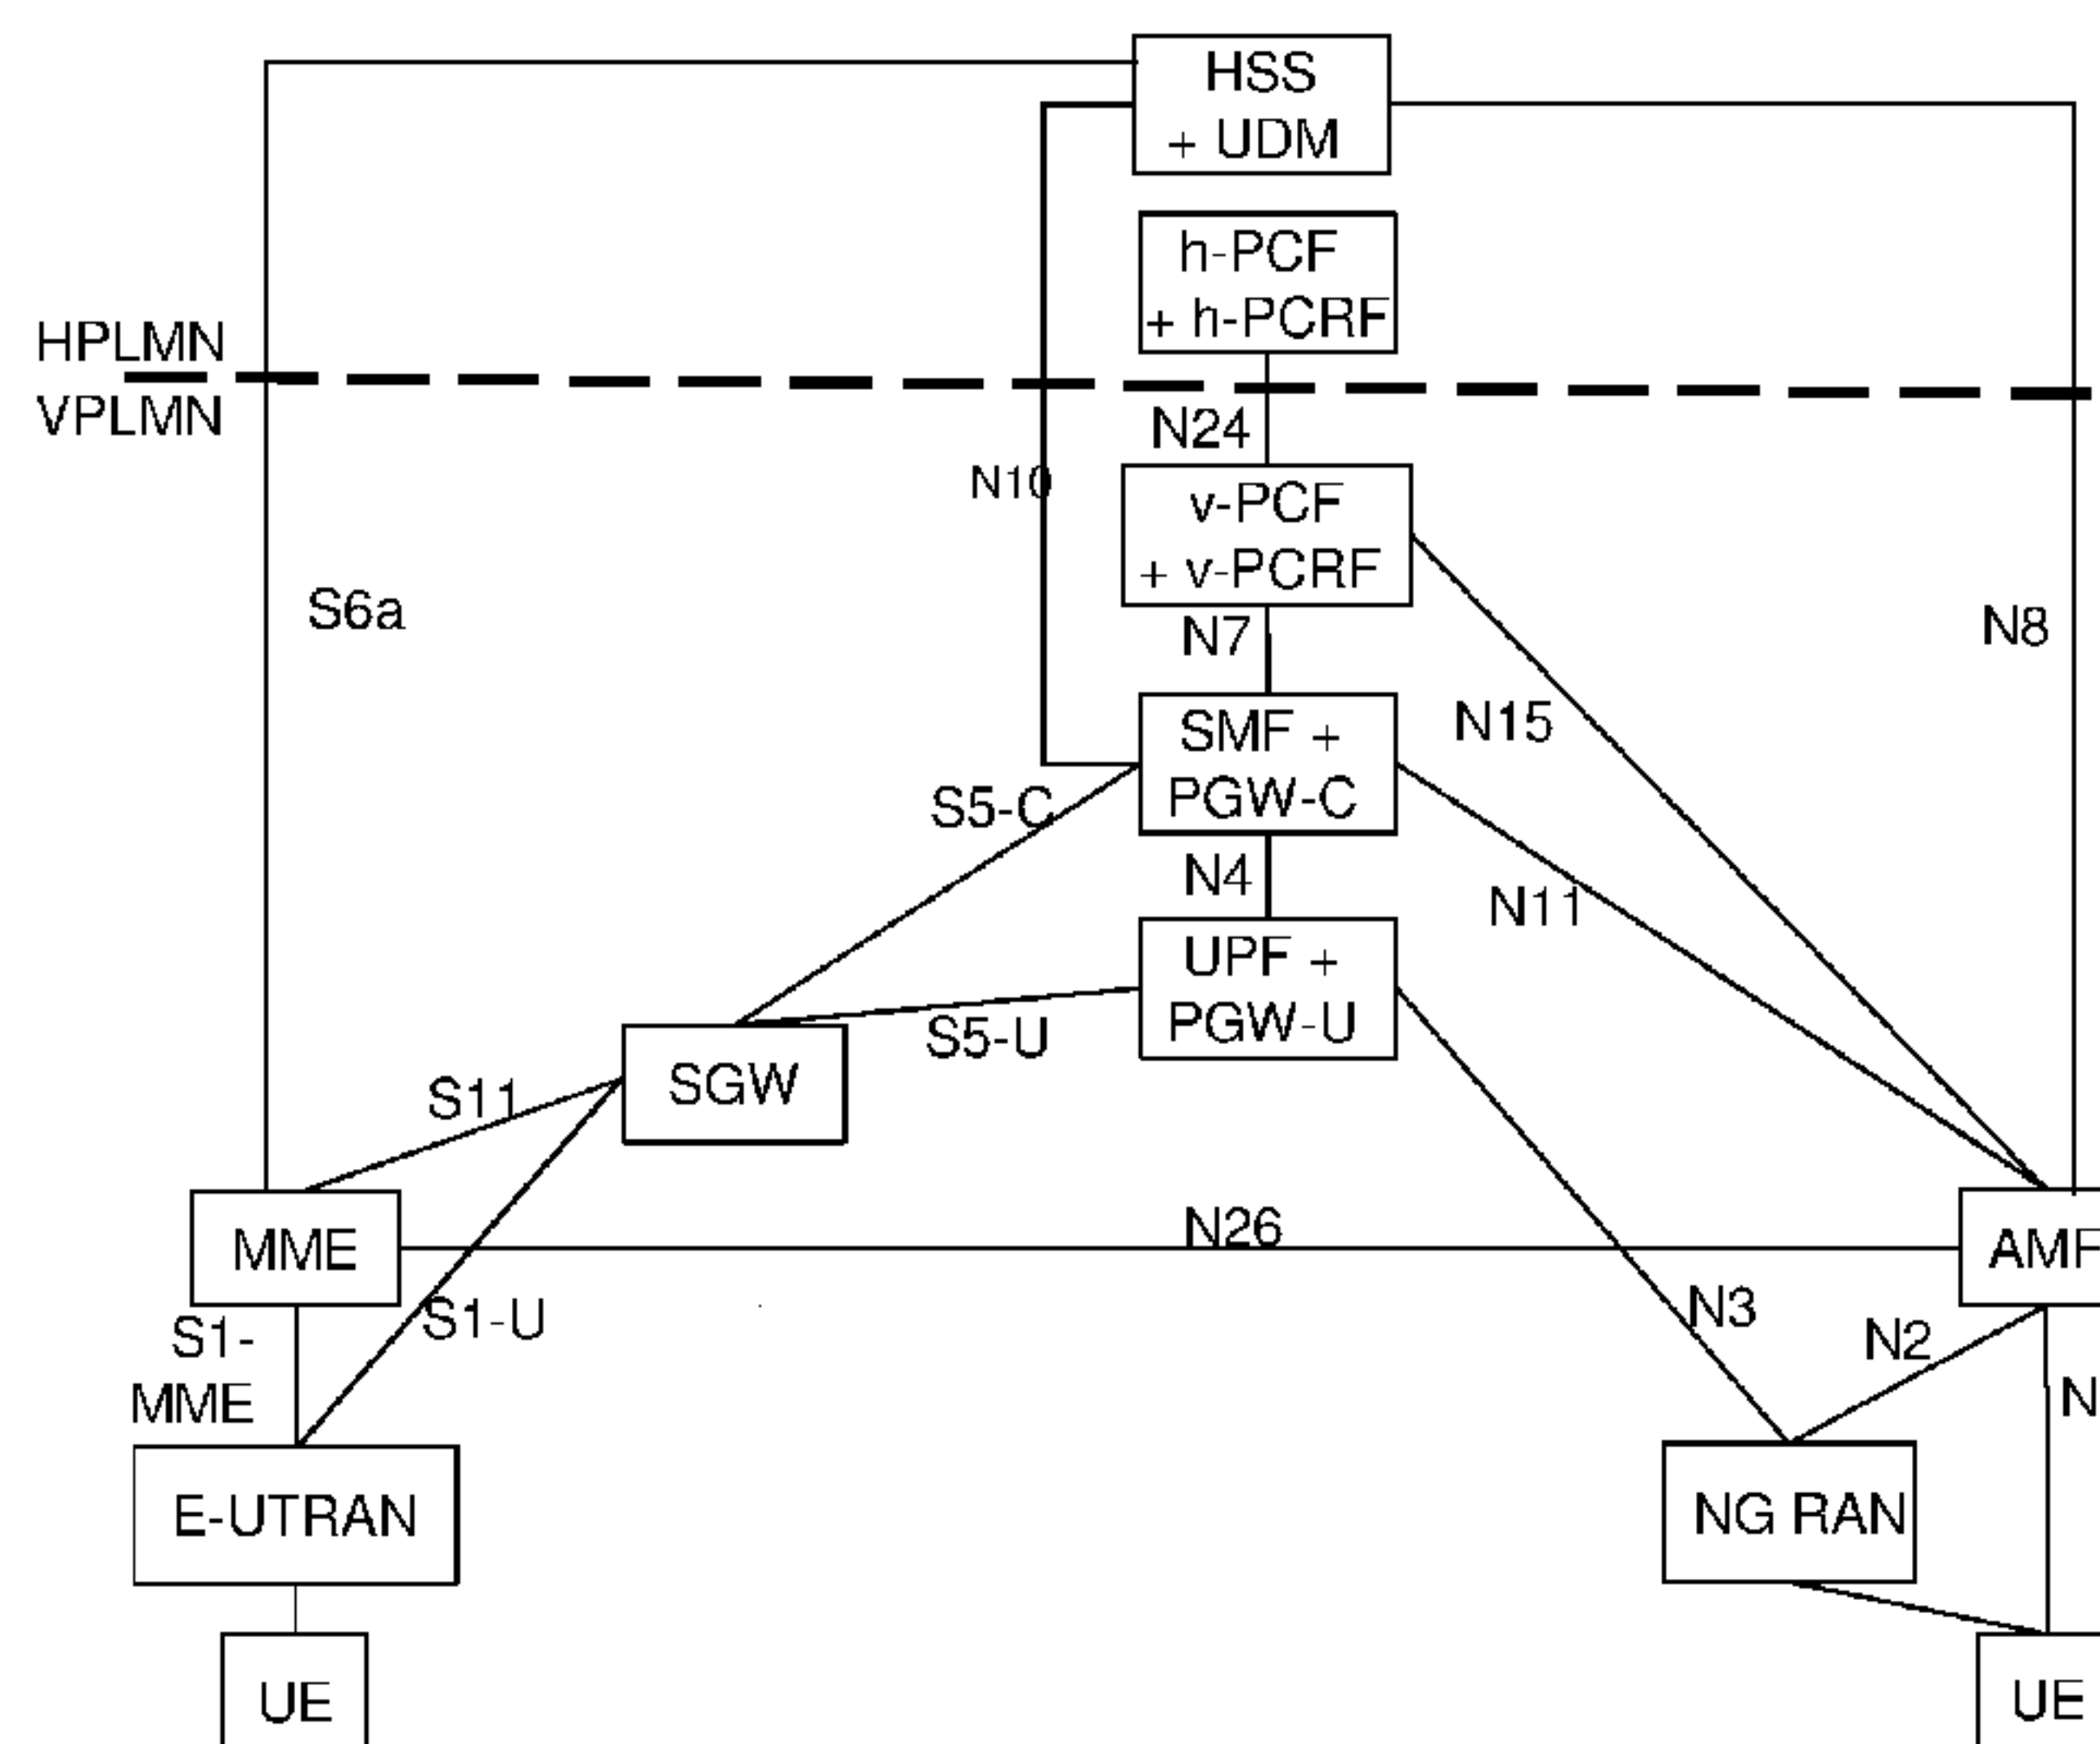 HSS
+ UDM
h-PCF
+ h-PCRF
HPLMN
VPLMN
N24
N10
v-PCF
+ v-PCRF
S6a
N8
N7
N15
SMF +
PGW-C
S5-C
N4
N11
UPF +
PGW-U
S5-U
SGW
S11
MME
N26
AMF
S1-
MME
S1-U
N3
N2
N
E-UTRAN
NG RAN
UE
UE